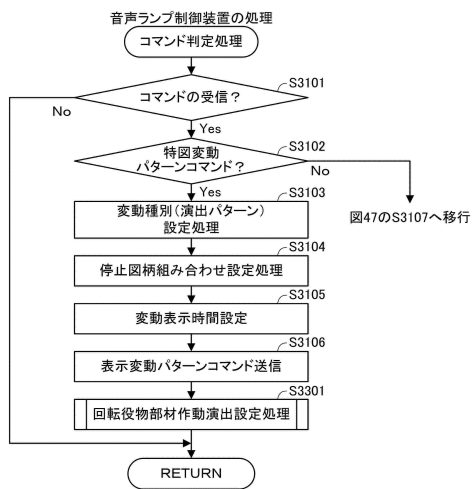 音声ランプ制御装置の処理
コマンド判定処理
S3101
コマンドの受信？
No
Yes
S3102
特図変動
パターンコマンド？
No
Yes
S3103
図47のS3107へ移行
変動種別（演出パターン）
設定処理
S3104
停止図柄組み合わせ設定処理
S3105
変動表示時間設定
S3106
表示変動パターンコマンド送信
S3301
回転役物部材作動演出設定処理
RETURN